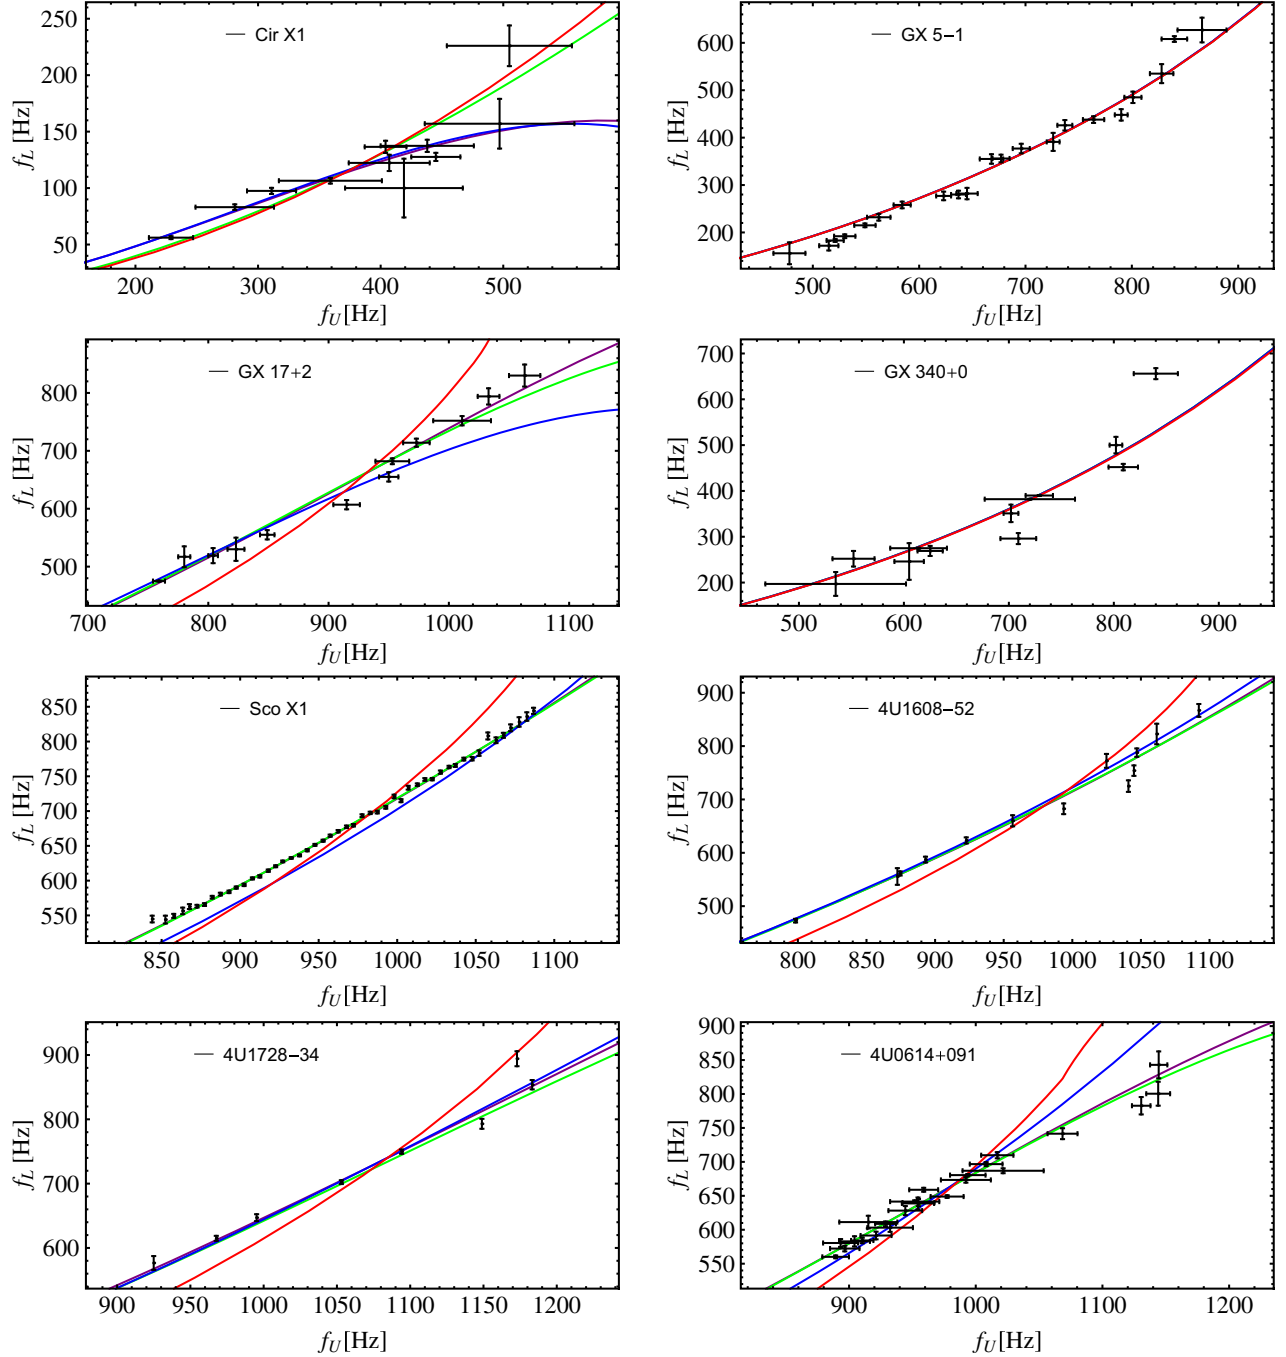 Cir X1
250
200
150
100
50
f_L [Hz]
200 300 400 500
f_U[Hz]
GX 5−1
600
500
400
300
200
f_L [Hz]
500 600 700 800 900
f_U[Hz]
GX 17+2
800
700
600
500
f_L [Hz]
700 800 900 1000 1100
f_U[Hz]
GX 340+0
700
600
500
400
300
200
f_L [Hz]
500 600 700 800 900
f_U[Hz]
Sco X1
850
800
750
700
650
600
550
f_L [Hz]
850 900 950 1000 1050 1100
f_U[Hz]
4U1608−52
900
800
700
600
500
f_L [Hz]
800 850 900 950 1000 1050 1100
f_U[Hz]
4U1728−34
900
800
700
600
f_L [Hz]
900 950 1000 1050 1100 1150 1200
f_U[Hz]
4U0614+091
900
850
800
750
700
650
600
550
f_L [Hz]
900 1000 1100 1200
f_U[Hz]